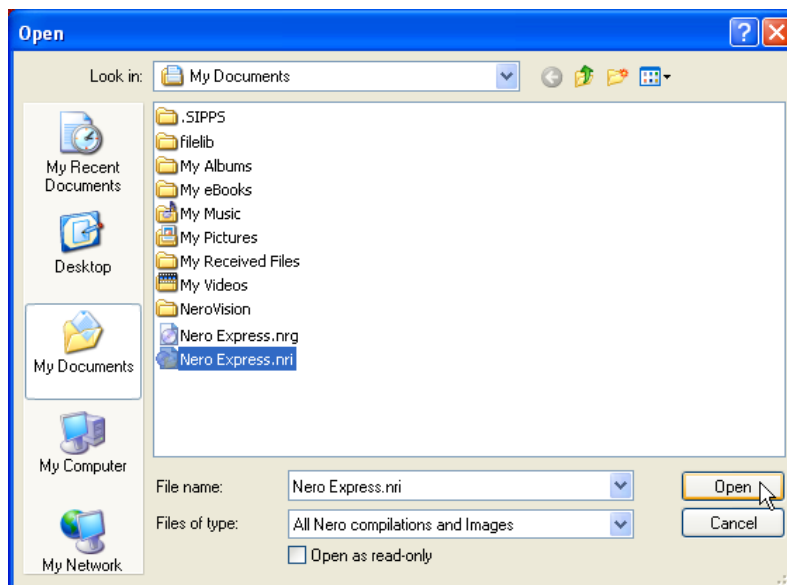 Open
Look in:
My Documents
My Recent
Documents
Desktop
My Documents
My Computer
My Network
.SIPPS
filelib
My Albums
My eBooks
My Music
My Pictures
My Received Files
My Videos
NeroVision
Nero Express.nrg
Nero Express.nri
File name:
Nero Express.nri
Open
Files of type:
All Nero compilations and Images
Cancel
Open as read-only